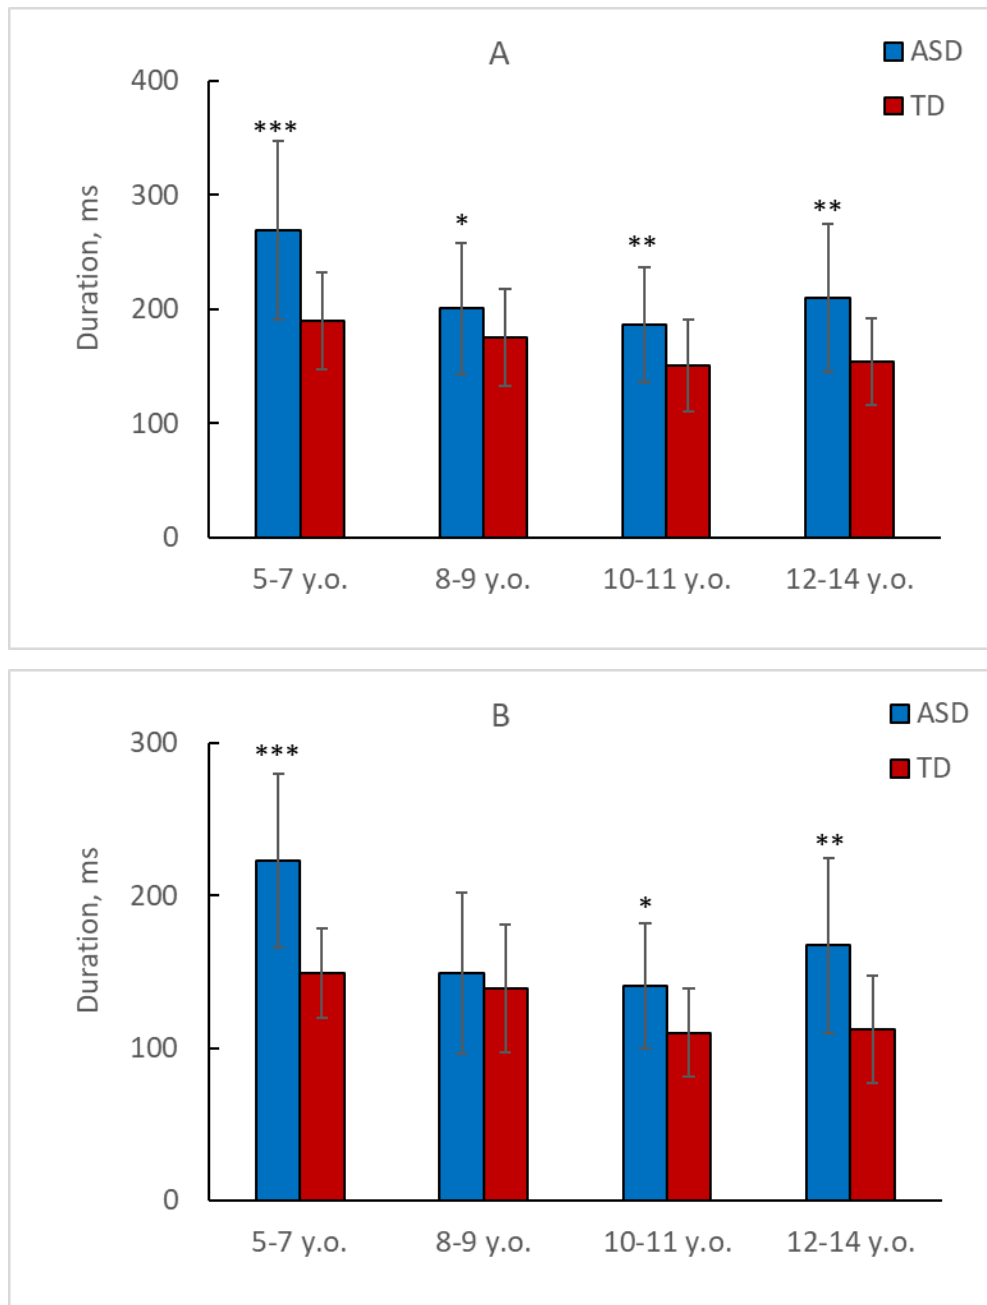 A
ASD
TD
400
300
200
100
0
Duration, ms
***
*
**
**
5-7 y.o.
8-9 y.o.
10-11 y.o.
12-14 y.o.
B
ASD
TD
300
200
100
0
Duration, ms
***
*
**
5-7 y.o.
8-9 y.o.
10-11 y.o.
12-14 y.o.